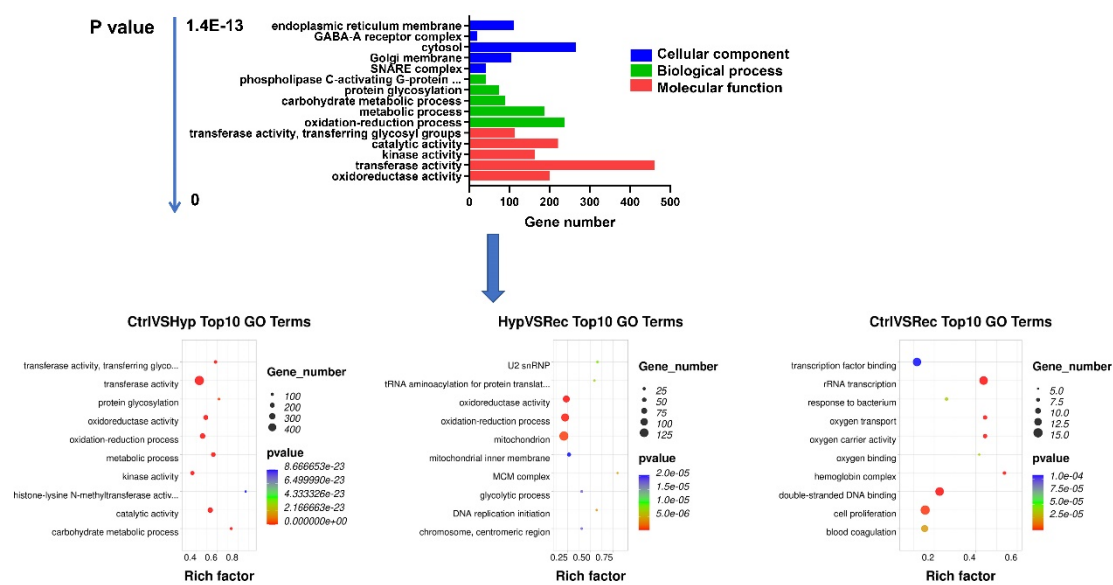 P value
1.4E-13
0
endoplasmic reticulum membrane
GABA-A receptor complex
cytosol
Golgi membrane
SNARE complex
phospholipase C-activating G-protein ...
protein glycosylation
carbohydrate metabolic process
metabolic process
oxidation-reduction process
transferase activity, transferring glycosyl groups
catalytic activity
kinase activity
transferase activity
oxidoreductase activity
0 100 200 300 400 500
Gene number
Cellular component
Biological process
Molecular function
CtrlVSHyp Top10 GO Terms
transferase activity, transferring glyco...
transferase activity
protein glycosylation
oxidoreductase activity
oxidation-reduction process
metabolic process
kinase activity
histone-lysine N-methyltransferase activ...
catalytic activity
carbohydrate metabolic process
0.4 0.6 0.8
Rich factor
Gene_number
100
200
300
400
pvalue
8.666653e-23
6.499990e-23
4.333326e-23
2.166663e-23
0.000000e+00
HypVSRec Top10 GO Terms
U2 snRNP
tRNA aminoacylation for protein translat...
oxidoreductase activity
oxidation-reduction process
mitochondrion
mitochondrial inner membrane
MCM complex
glycolytic process
DNA replication initiation
chromosome, centromeric region
0.25 0.50 0.75
Rich factor
Gene_number
25
50
75
100
125
pvalue
2.0e-05
1.5e-05
1.0e-05
5.0e-06
CtrlVSRec Top10 GO Terms
transcription factor binding
rRNA transcription
response to bacterium
oxygen transport
oxygen carrier activity
oxygen binding
hemoglobin complex
double-stranded DNA binding
cell proliferation
blood coagulation
0.2 0.4 0.6
Rich factor
Gene_number
5.0
7.5
10.0
12.5
15.0
pvalue
1.0e-04
7.5e-05
5.0e-05
2.5e-05